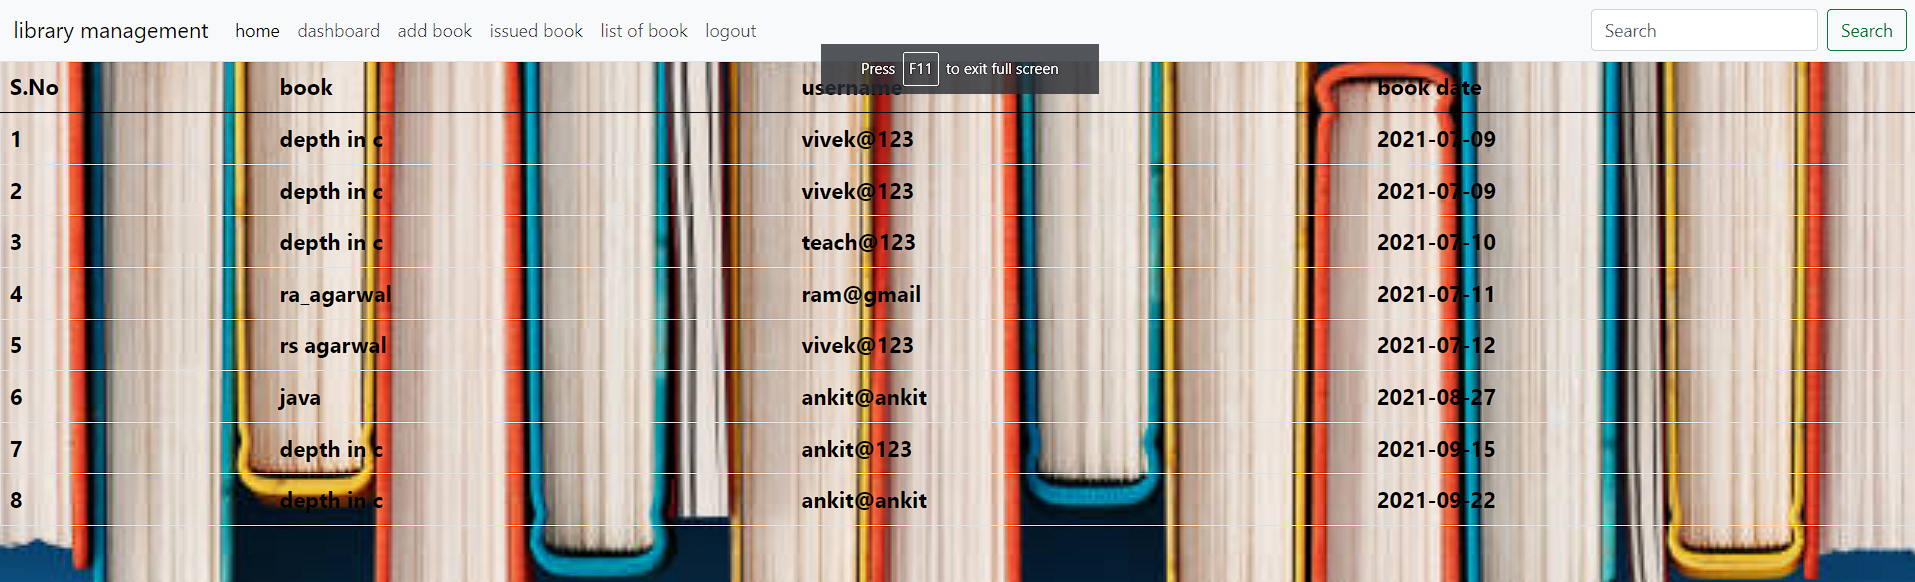 library management home dashboard add book issued book list of book logout Search Search
Press F11 to exit full screen
S.No book username book date
1 depth in c vivek@123 2021-07-09
2 depth in c vivek@123 2021-07-09
3 depth in c teach@123 2021-07-10
4 ra_agarwal ram@gmail 2021-07-11
5 rs agarwal vivek@123 2021-07-12
6 java ankit@ankit 2021-08-27
7 depth in c ankit@123 2021-09-15
8 depth in c ankit@ankit 2021-09-22